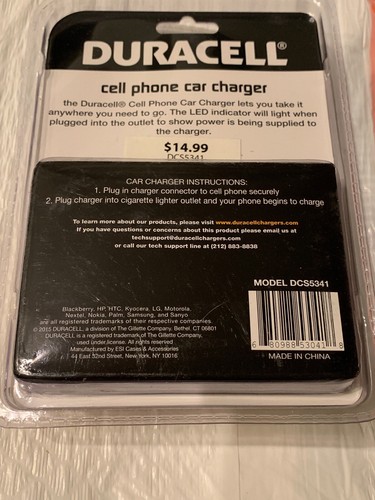 DURACELL®
cell phone car charger
the Duracell® Cell Phone Car Charger lets you take it
anywhere you need to go. The LED indicator will light when
plugged into the outlet to show power is being supplied to
the charger.
$14.99
DCS5341
CAR CHARGER INSTRUCTIONS:
1. Plug in charger connector to cell phone securely
2. Plug charger into cigarette lighter outlet and your phone begins to charge
To learn more about our products, please visit www.duracellchargers.com
If you have questions or concerns about this product please email us at
techsupport@duracellchargers.com
or call our tech support line at (212) 883-8838
MODEL DCS5341
Blackberry, HP, HTC, Kyocera, LG, Motorola,
Nextel, Nokia, Palm, Samsung, and Sanyo
are all registered trademarks of their respective companies.
© 2015 DURACELL, a division of The Gillette Company, Bethel, CT 06801
DURACELL is a registered trademark of The Gillette Company,
used under license. All rights reserved
Manufactured by ESI Cases & Accessories
44 East 32nd Street, New York, NY 10016
6 80988 53041 8
MADE IN CHINA